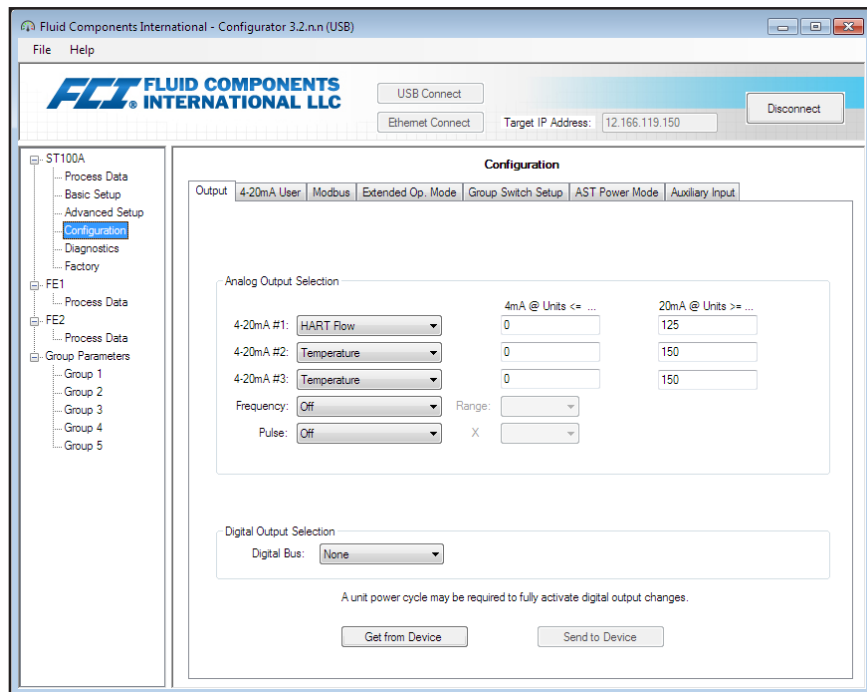 Fluid Components International - Configurator 3.2.n.n (USB)
File Help
FCI. FLUID COMPONENTS
® INTERNATIONAL LLC
USB Connect
Ethernet Connect Target IP Address: 12.166.119.150
Disconnect
ST100A
Process Data
Basic Setup
Advanced Setup
Configuration
Diagnostics
Factory
FE1
Process Data
FE2
Process Data
Group Parameters
Group 1
Group 2
Group 3
Group 4
Group 5
Configuration
Output 4-20mA User Modbus Extended Op. Mode Group Switch Setup AST Power Mode Auxiliary Input
Analog Output Selection
4mA @ Units <= ... 20mA @ Units >= ...
4-20mA #1: HART Flow 0 125
4-20mA #2: Temperature 0 150
4-20mA #3: Temperature 0 150
Frequency: Off Range:
Pulse: Off X
Digital Output Selection
Digital Bus: None
A unit power cycle may be required to fully activate digital output changes.
Get from Device Send to Device